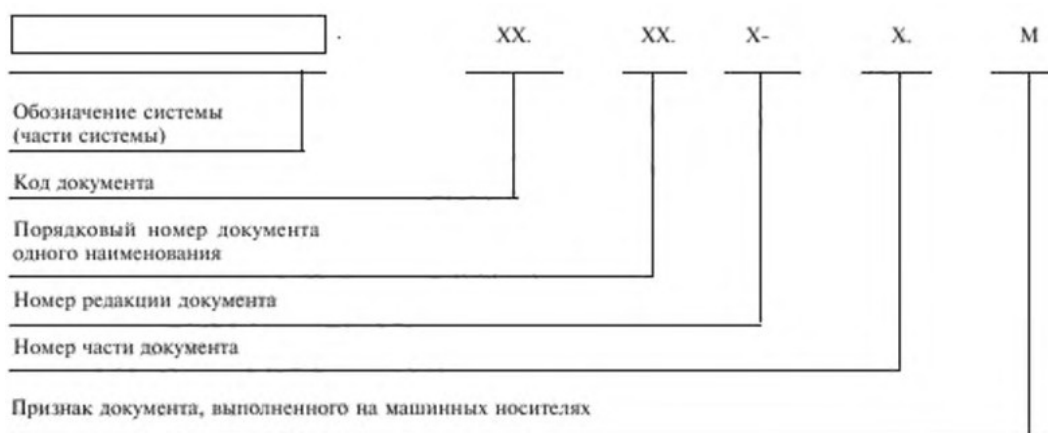 . XX. XX. X- X. М
Обозначение системы
(части системы)
Код документа
Порядковый номер документа
одного наименования
Номер редакции документа
Номер части документа
Признак документа, выполненного на машинных носителях